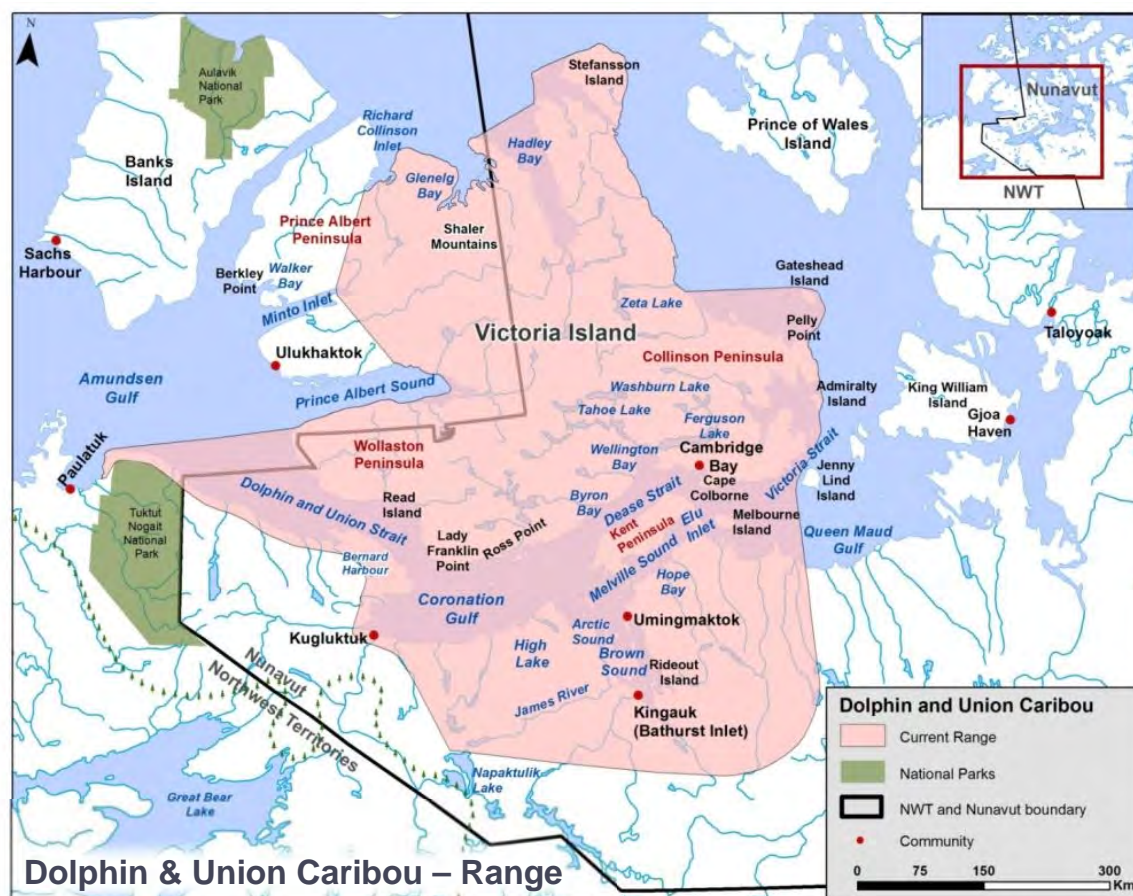 N
Aulavik
National
Park
Banks
Island
Sachs
Harbour
Richard
Collinson
Inlet
Glenelg
Bay
Hadley
Bay
Stefansson
Island
Prince of Wales
Island
Nunavut
NWT
Prince Albert
Peninsula
Shaler
Mountains
Berkley
Point
Walker
Bay
Minto Inlet
Ulukhaktok
Amundsen
Gulf
Prince Albert Sound
Victoria Island
Zeta Lake
Gateshead
Island
Pelly
Point
Taloyoak
Collinson Peninsula
Washburn Lake
Tahoe Lake
Ferguson
Lake
Admiralty
Island
King William
Island
Gjoa
Haven
Paulatuk
Wollaston
Peninsula
Wellington
Bay
Cambridge
Bay
Cape
Colborne
Victoria Strait
Jenny
Lind
Island
Tuktut
Nogait
National
Park
Dolphin and Union Strait
Read
Island
Byron
Bay
Dease Strait
Kent
Peninsula
Elu
Inlet
Melbourne
Island
Queen Maud
Gulf
Lady
Franklin
Point
Ross Point
Bernard
Harbour
Melville Sound
Hope
Bay
Coronation
Gulf
Kugluktuk
Umingmaktok
Arctic
Sound
High
Lake
Brown
Sound
Rideout
Island
James River
Kingauk
(Bathurst Inlet)
Nunavut
Northwest Territories
Napaktulik
Lake
Great Bear
Lake
Dolphin and Union Caribou
Current Range
National Parks
NWT and Nunavut boundary
Community
0 75 150 300
Km
Dolphin & Union Caribou – Range